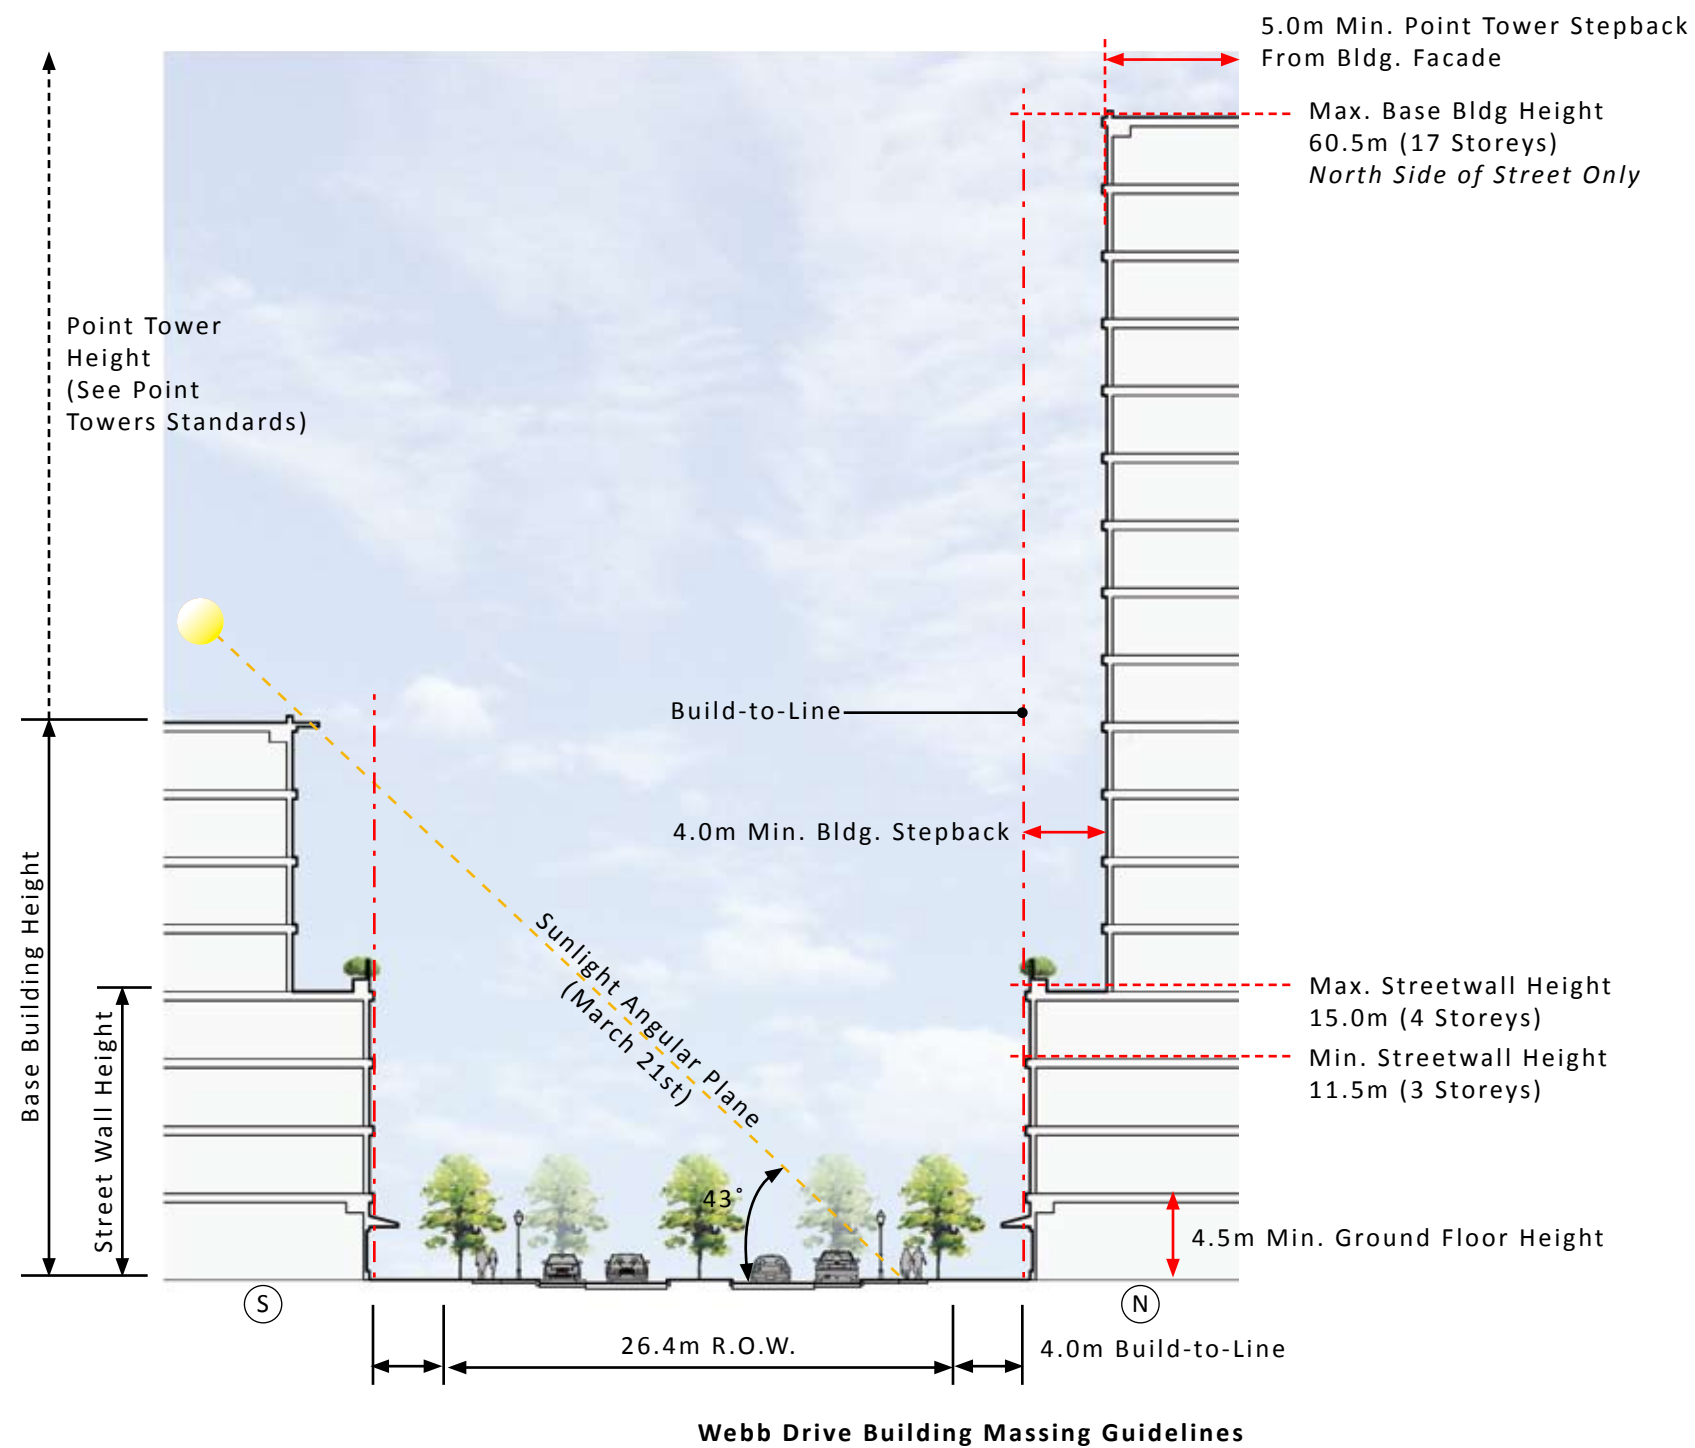 5.0m Min. Point Tower Stepback
From Bldg. Facade
Max. Base Bldg Height
60.5m (17 Storeys)
North Side of Street Only
Point Tower
Height
(See Point
Towers Standards)
Build-to-Line
4.0m Min. Bldg. Stepback
Base Building Height
Street Wall Height
Sunlight Angular Plane
(March 21st)
43°
Max. Streetwall Height
15.0m (4 Storeys)
Min. Streetwall Height
11.5m (3 Storeys)
4.5m Min. Ground Floor Height
S
N
26.4m R.O.W.
4.0m Build-to-Line
Webb Drive Building Massing Guidelines